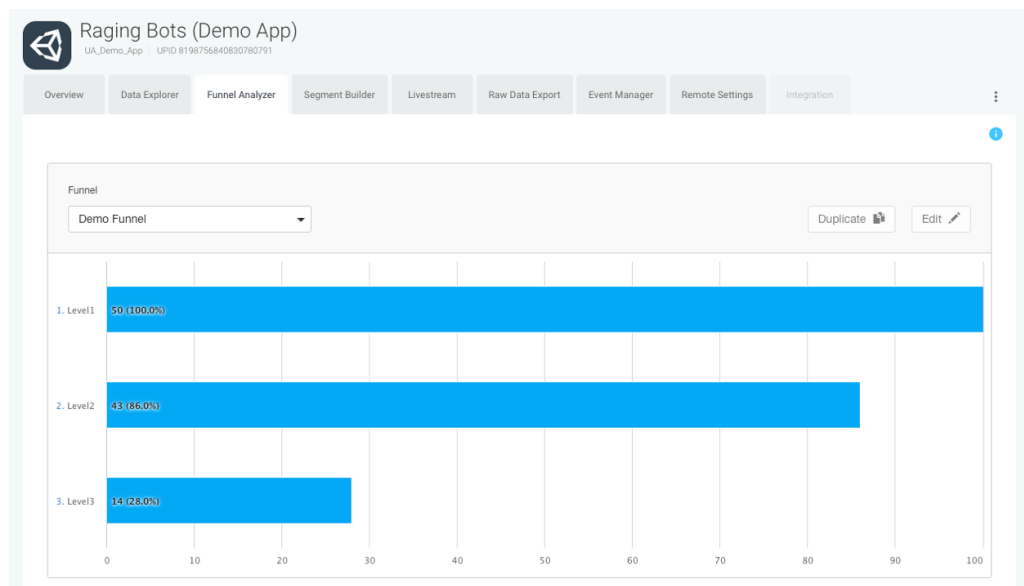 Raging Bots (Demo App)
UA_Demo_App UPID 8198756840830780791
Overview Data Explorer Funnel Analyzer Segment Builder Livestream Raw Data Export Event Manager Remote Settings Integration
i
Funnel
Demo Funnel Duplicate Edit
1. Level1 50 (100.0%)
2. Level2 43 (86.0%)
3. Level3 14 (28.0%)
0 10 20 30 40 50 60 70 80 90 100